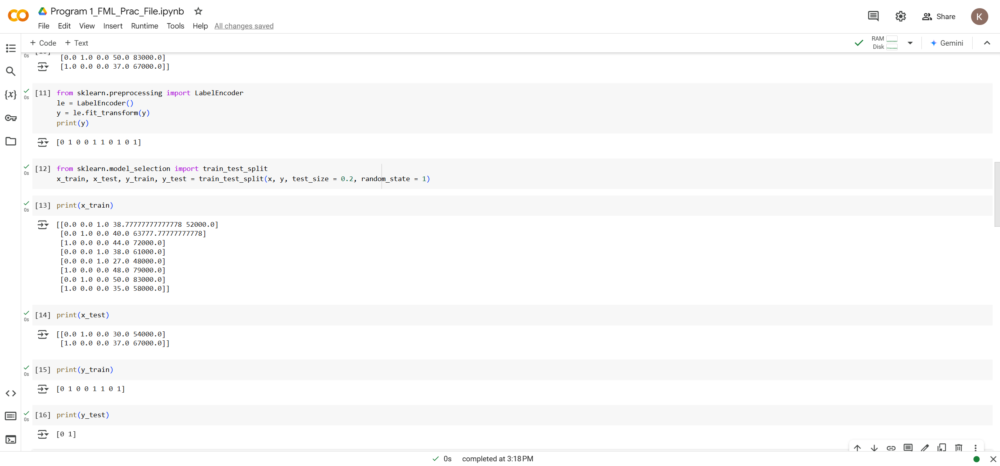 Program 1_FML_Prac_File.ipynb
File Edit View Insert Runtime Tools Help All changes saved
Share
K
+ Code + Text
RAM
Disk
Gemini
0s
[0.0 1.0 0.0 50.0 83000.0]
[1.0 0.0 0.0 37.0 67000.0]]
{x}
0s
[11] from sklearn.preprocessing import LabelEncoder
le = LabelEncoder()
y = le.fit_transform(y)
print(y)
[0 1 0 0 1 1 0 1 0 1]
0s
[12] from sklearn.model_selection import train_test_split
x_train, x_test, y_train, y_test = train_test_split(x, y, test_size = 0.2, random_state = 1)
0s
[13] print(x_train)
[[0.0 0.0 1.0 38.77777777777778 52000.0]
[0.0 1.0 0.0 40.0 63777.77777777778]
[1.0 0.0 0.0 44.0 72000.0]
[0.0 0.0 1.0 38.0 61000.0]
[0.0 0.0 1.0 27.0 48000.0]
[1.0 0.0 0.0 48.0 79000.0]
[0.0 1.0 0.0 50.0 83000.0]
[1.0 0.0 0.0 35.0 58000.0]]
0s
[14] print(x_test)
[[0.0 1.0 0.0 30.0 54000.0]
[1.0 0.0 0.0 37.0 67000.0]]
0s
[15] print(y_train)
[0 1 0 0 1 1 0 1]
0s
[16] print(y_test)
[0 1]
0s completed at 3:18 PM